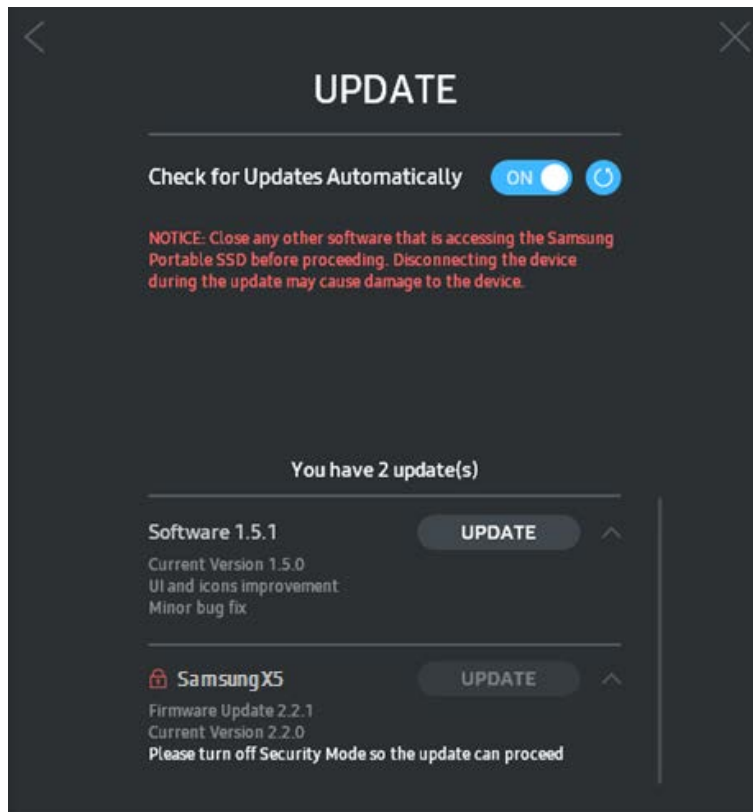 UPDATE
Check for Updates Automatically ON
NOTICE: Close any other software that is accessing the Samsung
Portable SSD before proceeding. Disconnecting the device
during the update may cause damage to the device.
You have 2 update(s)
Software 1.5.1 UPDATE
Current Version 1.5.0
UI and icons improvement
Minor bug fix
Samsung X5 UPDATE
Firmware Update 2.2.1
Current Version 2.2.0
Please turn off Security Mode so the update can proceed